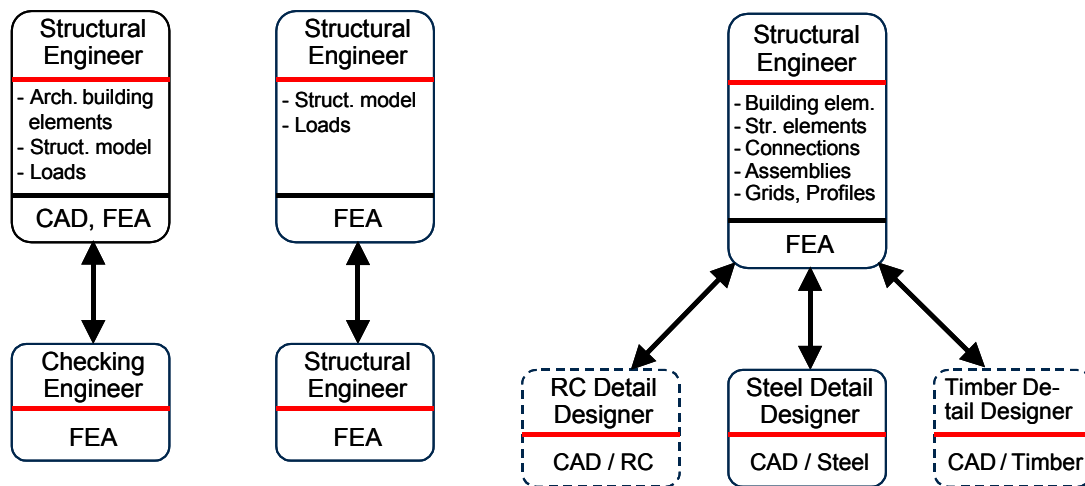 Structural
Engineer
- Arch. building
elements
- Struct. model
- Loads
CAD, FEA
Checking
Engineer
FEA
Structural
Engineer
- Struct. model
- Loads
FEA
Structural
Engineer
FEA
Structural
Engineer
- Building elem.
- Str. elements
- Connections
- Assemblies
- Grids, Profiles
FEA
RC Detail
Designer
CAD / RC
Steel Detail
Designer
CAD / Steel
Timber De-
tail Designer
CAD / Timber